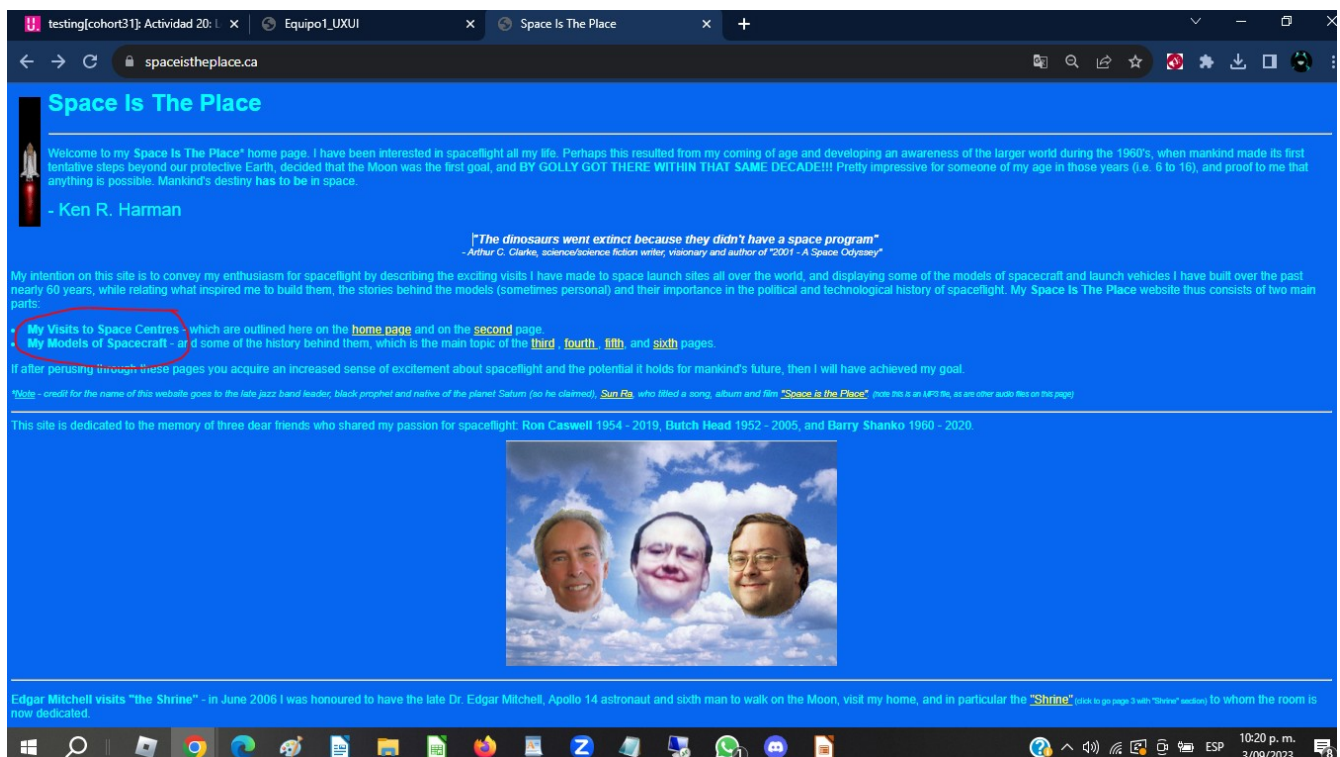 testing[cohort31]: Actividad 20: L
Equipo1_UXUI
Space Is The Place
spaceistheplace.ca
Space Is The Place
Welcome to my Space Is The Place* home page. I have been interested in spaceflight all my life. Perhaps this resulted from my coming of age and developing an awareness of the larger world during the 1960's, when mankind made its first
tentative steps beyond our protective Earth, decided that the Moon was the first goal, and BY GOLLY GOT THERE WITHIN THAT SAME DECADE!!! Pretty impressive for someone of my age in those years (i.e. 6 to 16), and proof to me that
anything is possible. Mankind's destiny has to be in space.
- Ken R. Harman
"The dinosaurs went extinct because they didn't have a space program"
- Arthur C. Clarke, science/science fiction writer, visionary and author of "2001 - A Space Odyssey"
My intention on this site is to convey my enthusiasm for spaceflight by describing the exciting visits I have made to space launch sites all over the world, and displaying some of the models of spacecraft and launch vehicles I have built over the past
nearly 60 years, while relating what inspired me to build them, the stories behind the models (sometimes personal) and their importance in the political and technological history of spaceflight. My Space Is The Place website thus consists of two main
parts:
• My Visits to Space Centres - which are outlined here on the home page and on the second page.
• My Models of Spacecraft - and some of the history behind them, which is the main topic of the third , fourth , fifth, and sixth pages.
If after perusing through these pages you acquire an increased sense of excitement about spaceflight and the potential it holds for mankind's future, then I will have achieved my goal.
*Note - credit for the name of this website goes to the late jazz band leader, black prophet and native of the planet Saturn (so he claimed), Sun Ra, who titled a song, album and film "Space is the Place". (note this is an MP3 file, as are other audio files on this page)
This site is dedicated to the memory of three dear friends who shared my passion for spaceflight: Ron Caswell 1954 - 2019, Butch Head 1952 - 2005, and Barry Shanko 1960 - 2020.
Edgar Mitchell visits "the Shrine" - in June 2006 I was honoured to have the late Dr. Edgar Mitchell, Apollo 14 astronaut and sixth man to walk on the Moon, visit my home, and in particular the "Shrine" (click to go page 3 with "Shrine" section) to whom the room is
now dedicated.
ESP
10:20 p. m.
3/09/2023
8